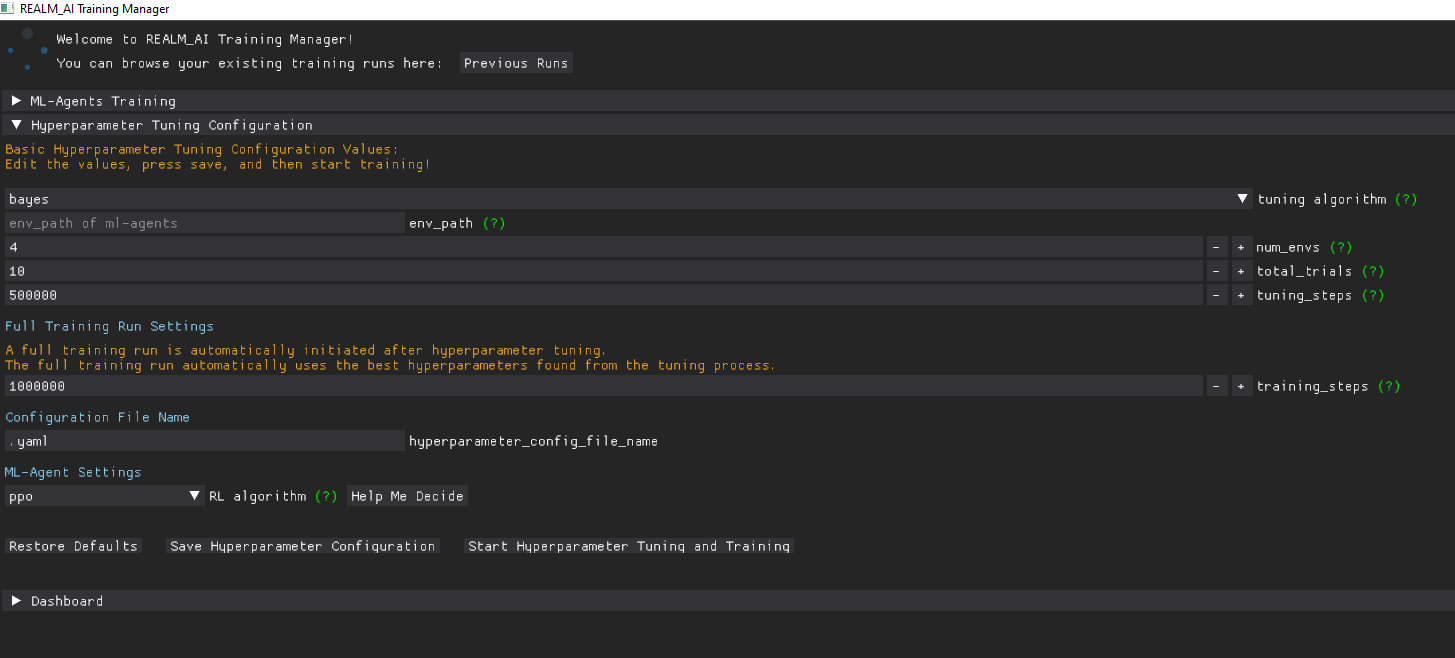 REALM_AI Training Manager
Welcome to REALM_AI Training Manager!
You can browse your existing training runs here: Previous Runs
ML-Agents Training
Hyperparameter Tuning Configuration
Basic Hyperparameter Tuning Configuration Values:
Edit the values, press save, and then start training!
bayes tuning algorithm (?)
env_path of ml-agents env_path (?)
4 - + num_envs (?)
10 - + total_trials (?)
500000 - + tuning_steps (?)
Full Training Run Settings
A full training run is automatically initiated after hyperparameter tuning.
The full training run automatically uses the best hyperparameters found from the tuning process.
1000000 - + training_steps (?)
Configuration File Name
.yaml hyperparameter_config_file_name
ML-Agent Settings
ppo RL algorithm (?) Help Me Decide
Restore Defaults Save Hyperparameter Configuration Start Hyperparameter Tuning and Training
Dashboard